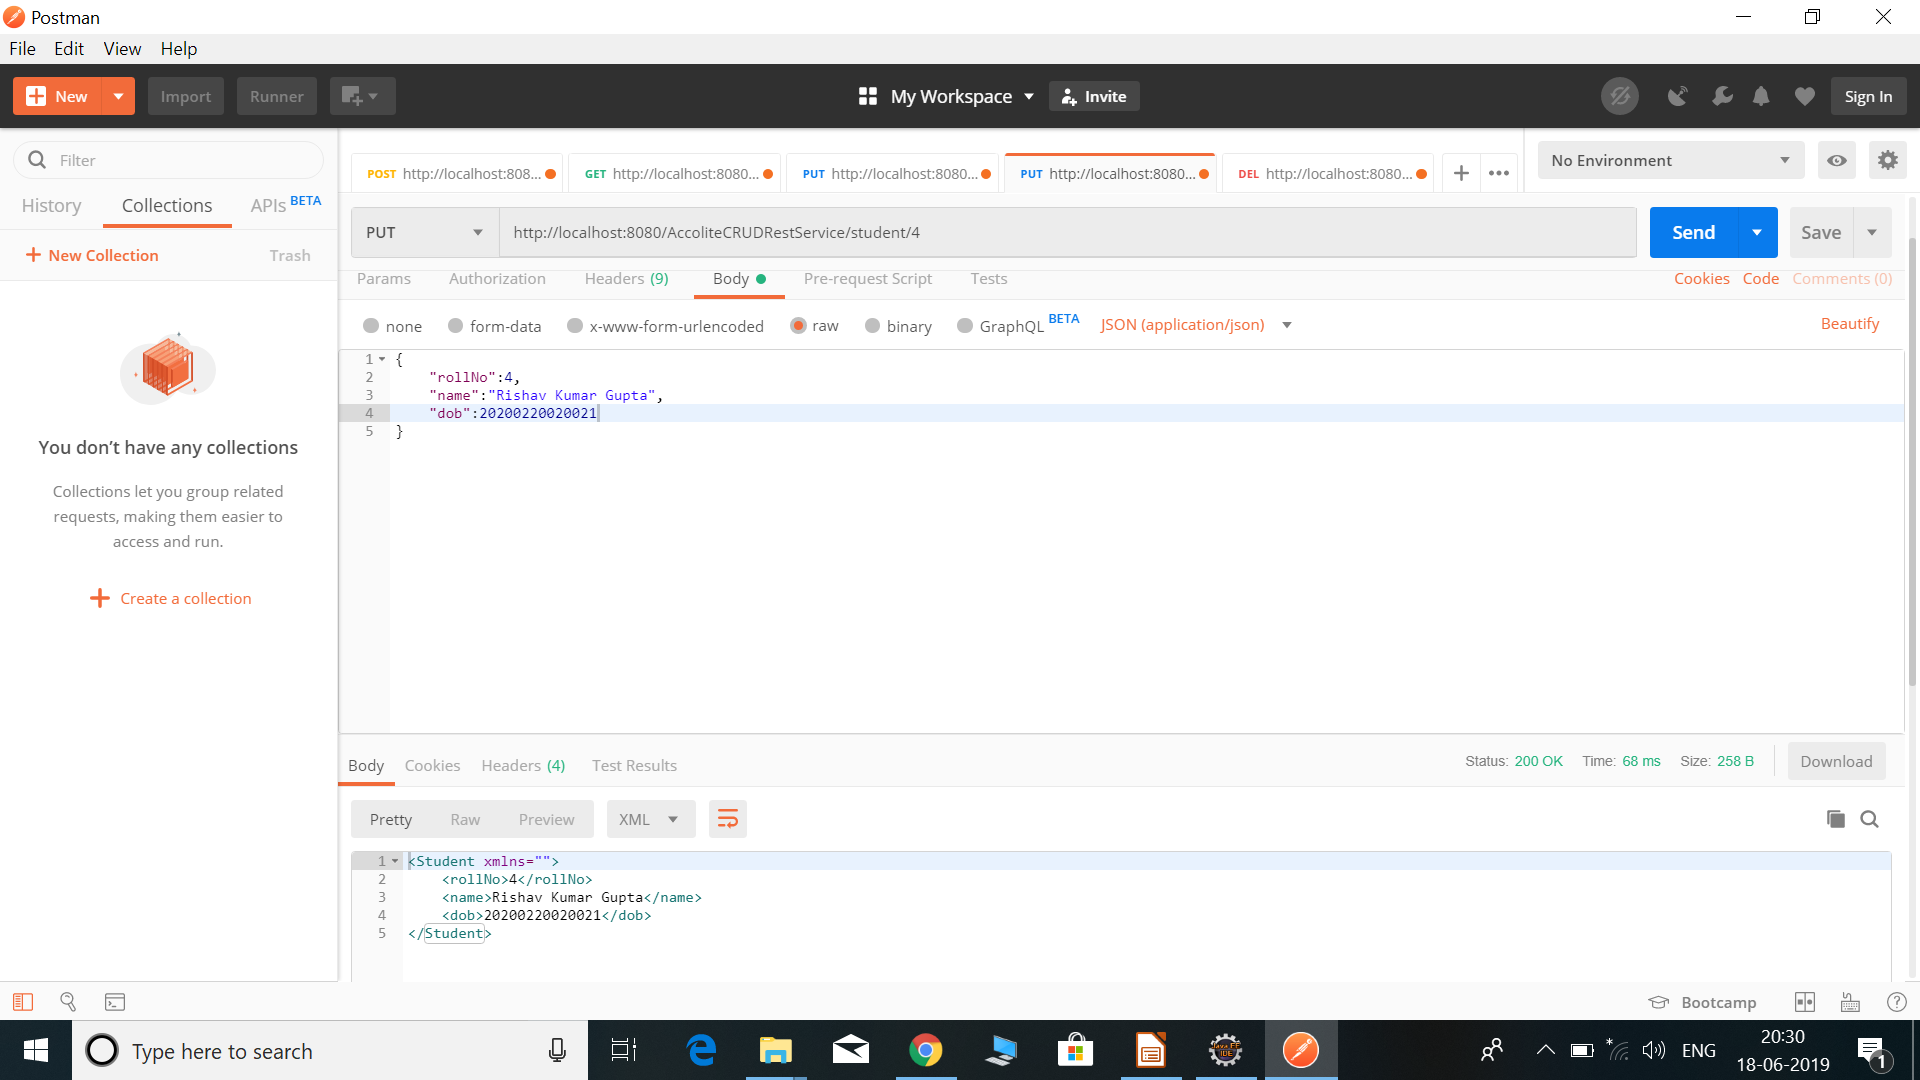 Postman
File Edit View Help
New Import Runner My Workspace Invite Sign In
Filter
History Collections APIs BETA
New Collection Trash
You don’t have any collections
Collections let you group related
requests, making them easier to
access and run.
Create a collection
POST http://localhost:808... GET http://localhost:8080... PUT http://localhost:8080... PUT http://localhost:8080... DEL http://localhost:8080... No Environment
PUT http://localhost:8080/AccoliteCRUDRestService/student/4 Send Save
Params Authorization Headers (9) Body Pre-request Script Tests Cookies Code Comments (0)
none form-data x-www-form-urlencoded raw binary GraphQL BETA JSON (application/json) Beautify
1 {
2 "rollNo":4,
3 "name":"Rishav Kumar Gupta",
4 "dob":20200220020021
5 }
Body Cookies Headers (4) Test Results Status: 200 OK Time: 68 ms Size: 258 B Download
Pretty Raw Preview XML
1 <Student xmlns="">
2 <rollNo>4</rollNo>
3 <name>Rishav Kumar Gupta</name>
4 <dob>20200220020021</dob>
5 </Student>
Bootcamp
Type here to search Java EE IDE ENG 20:30
18-06-2019 1